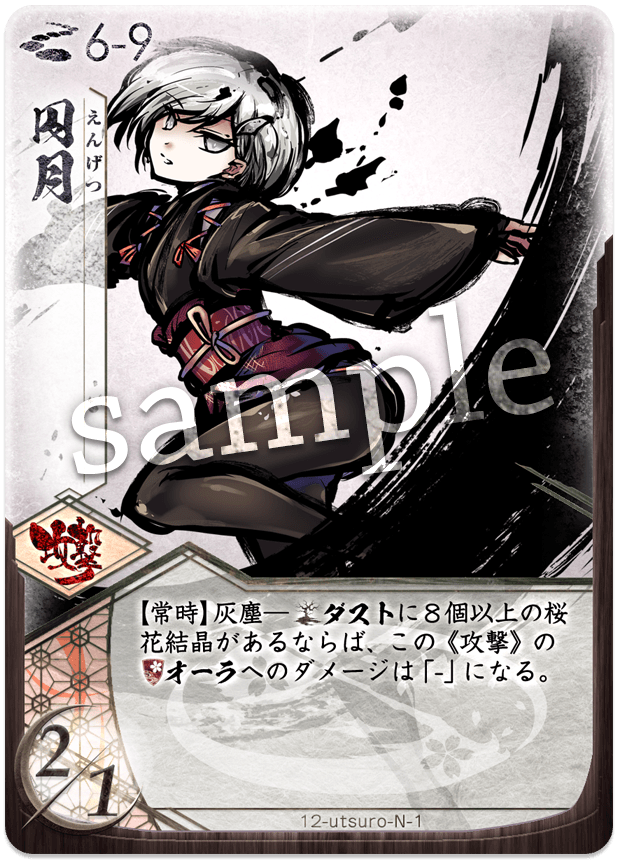 6-9
円月
えんげつ
sample
攻撃
【常時】灰塵― ダストに8個以上の桜
花結晶があるならば、この《攻撃》の
オーラへのダメージは「-」になる。
2/1
12-utsuro-N-1